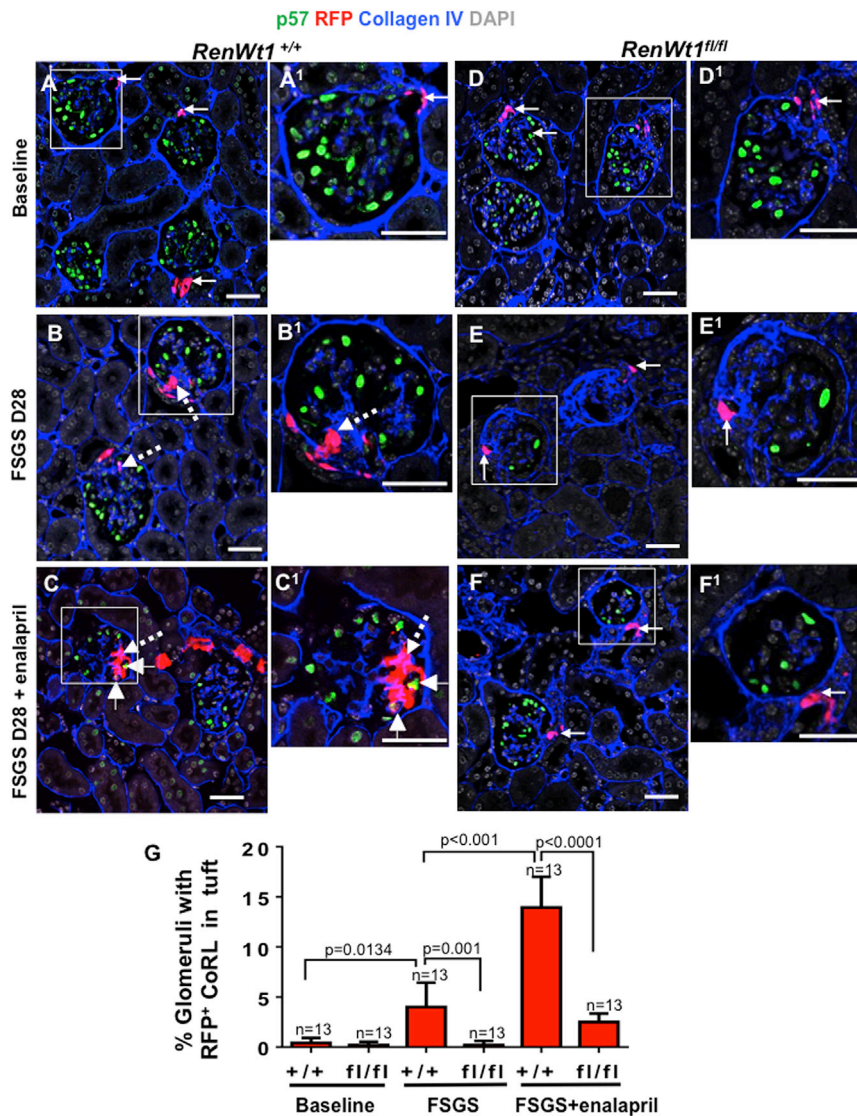 p57 RFP Collagen IV DAPI
RenWt1 +/+
RenWt1 fl/fl
Baseline
A
A1
D
D1
FSGS D28
B
B1
E
E1
FSGS D28 + enalapril
C
C1
F
F1
G
% Glomeruli with
RFP+ CoRL in tuft
20
15
10
5
0
p<0.001
p<0.0001
n=13
p=0.0134
p=0.001
n=13
n=13
n=13
n=13
n=13
+/+
fl/fl
+/+
fl/fl
+/+
fl/fl
Baseline
FSGS
FSGS+enalapril